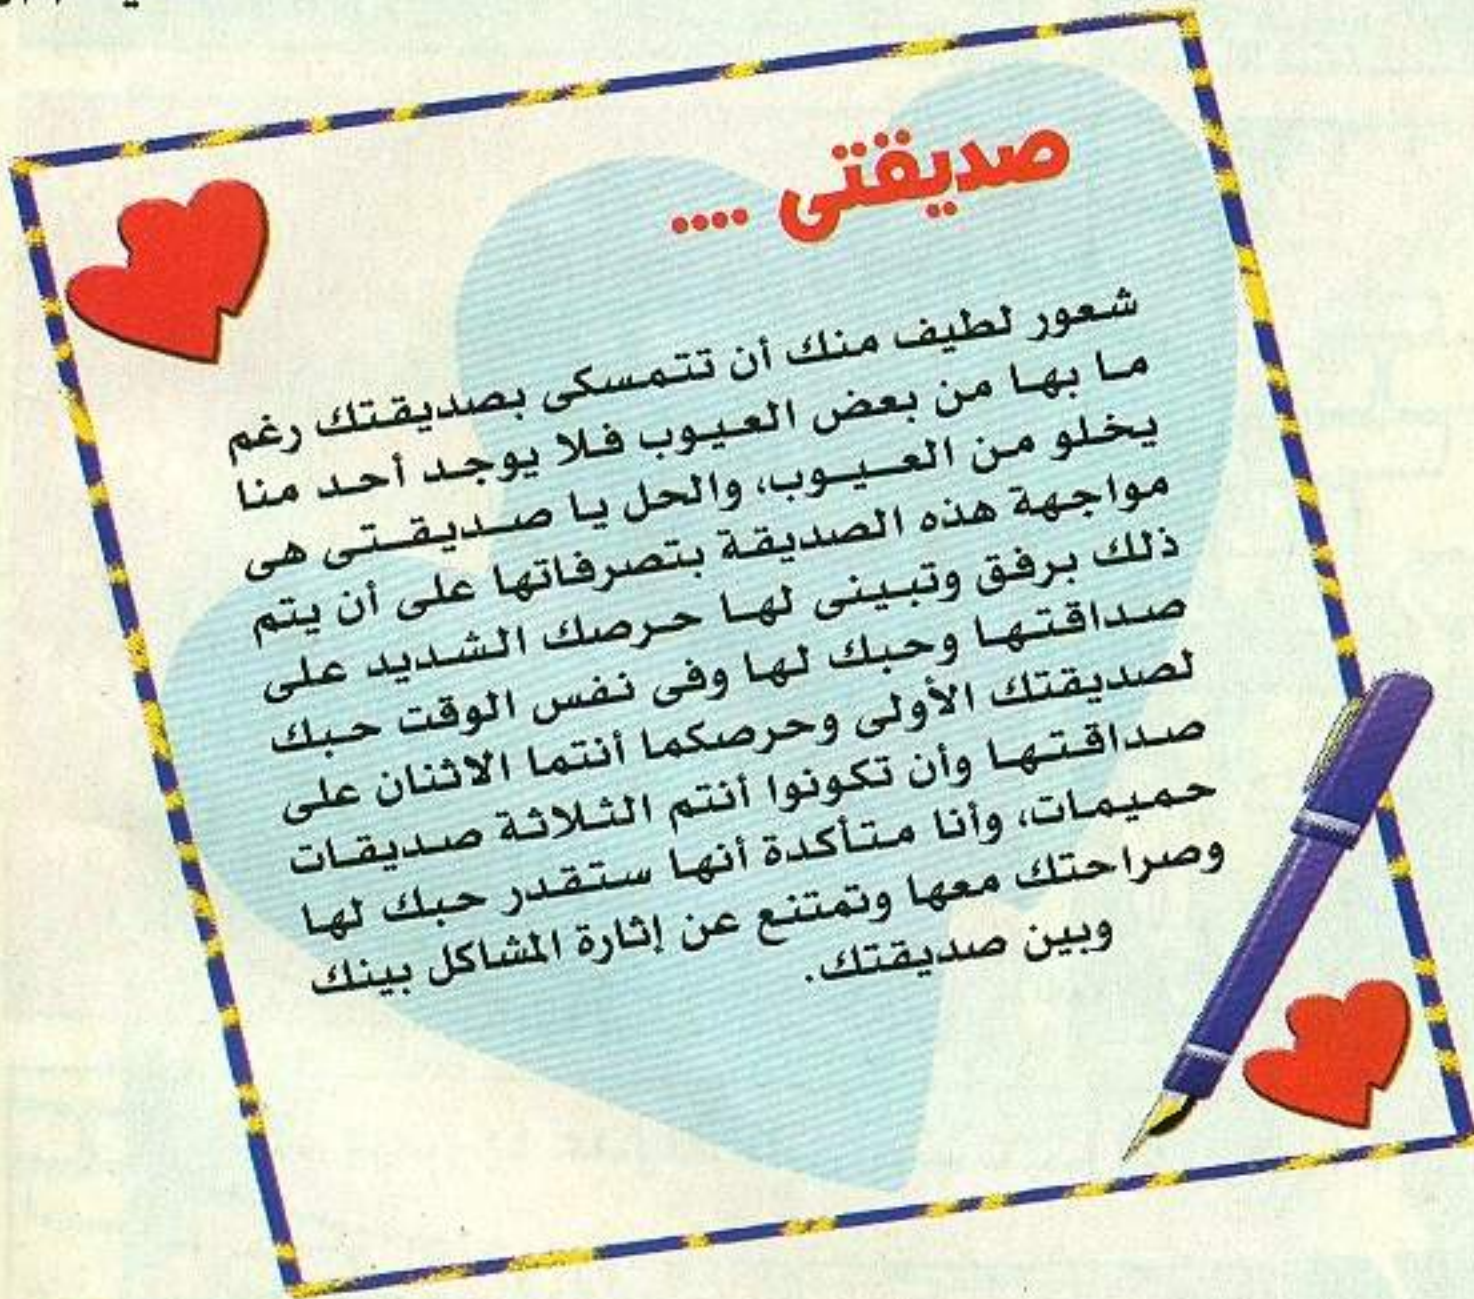 صديقتى ....
شعور لطيف منك أن تتمسكى بصديقتك رغم
ما بها من بعض العيوب فلا يوجد أحد منا
يخلو من العيوب، والحل يا صديقتى هى
مواجهة هذه الصديقة بتصرفاتها على أن يتم
ذلك برفق وتبينى لها حرصك الشديد على
صداقتها وحبك لها وفى نفس الوقت حبك
لصديقتك الأولى وحرصكما أنتما الاثنان على
صداقتها وأن تكونوا أنتم الثلاثة صديقات
حميمات، وأنا متأكدة أنها ستقدر حبك لها
وصراحتك معها وتمتنع عن إثارة المشاكل بينك
وبين صديقتك.